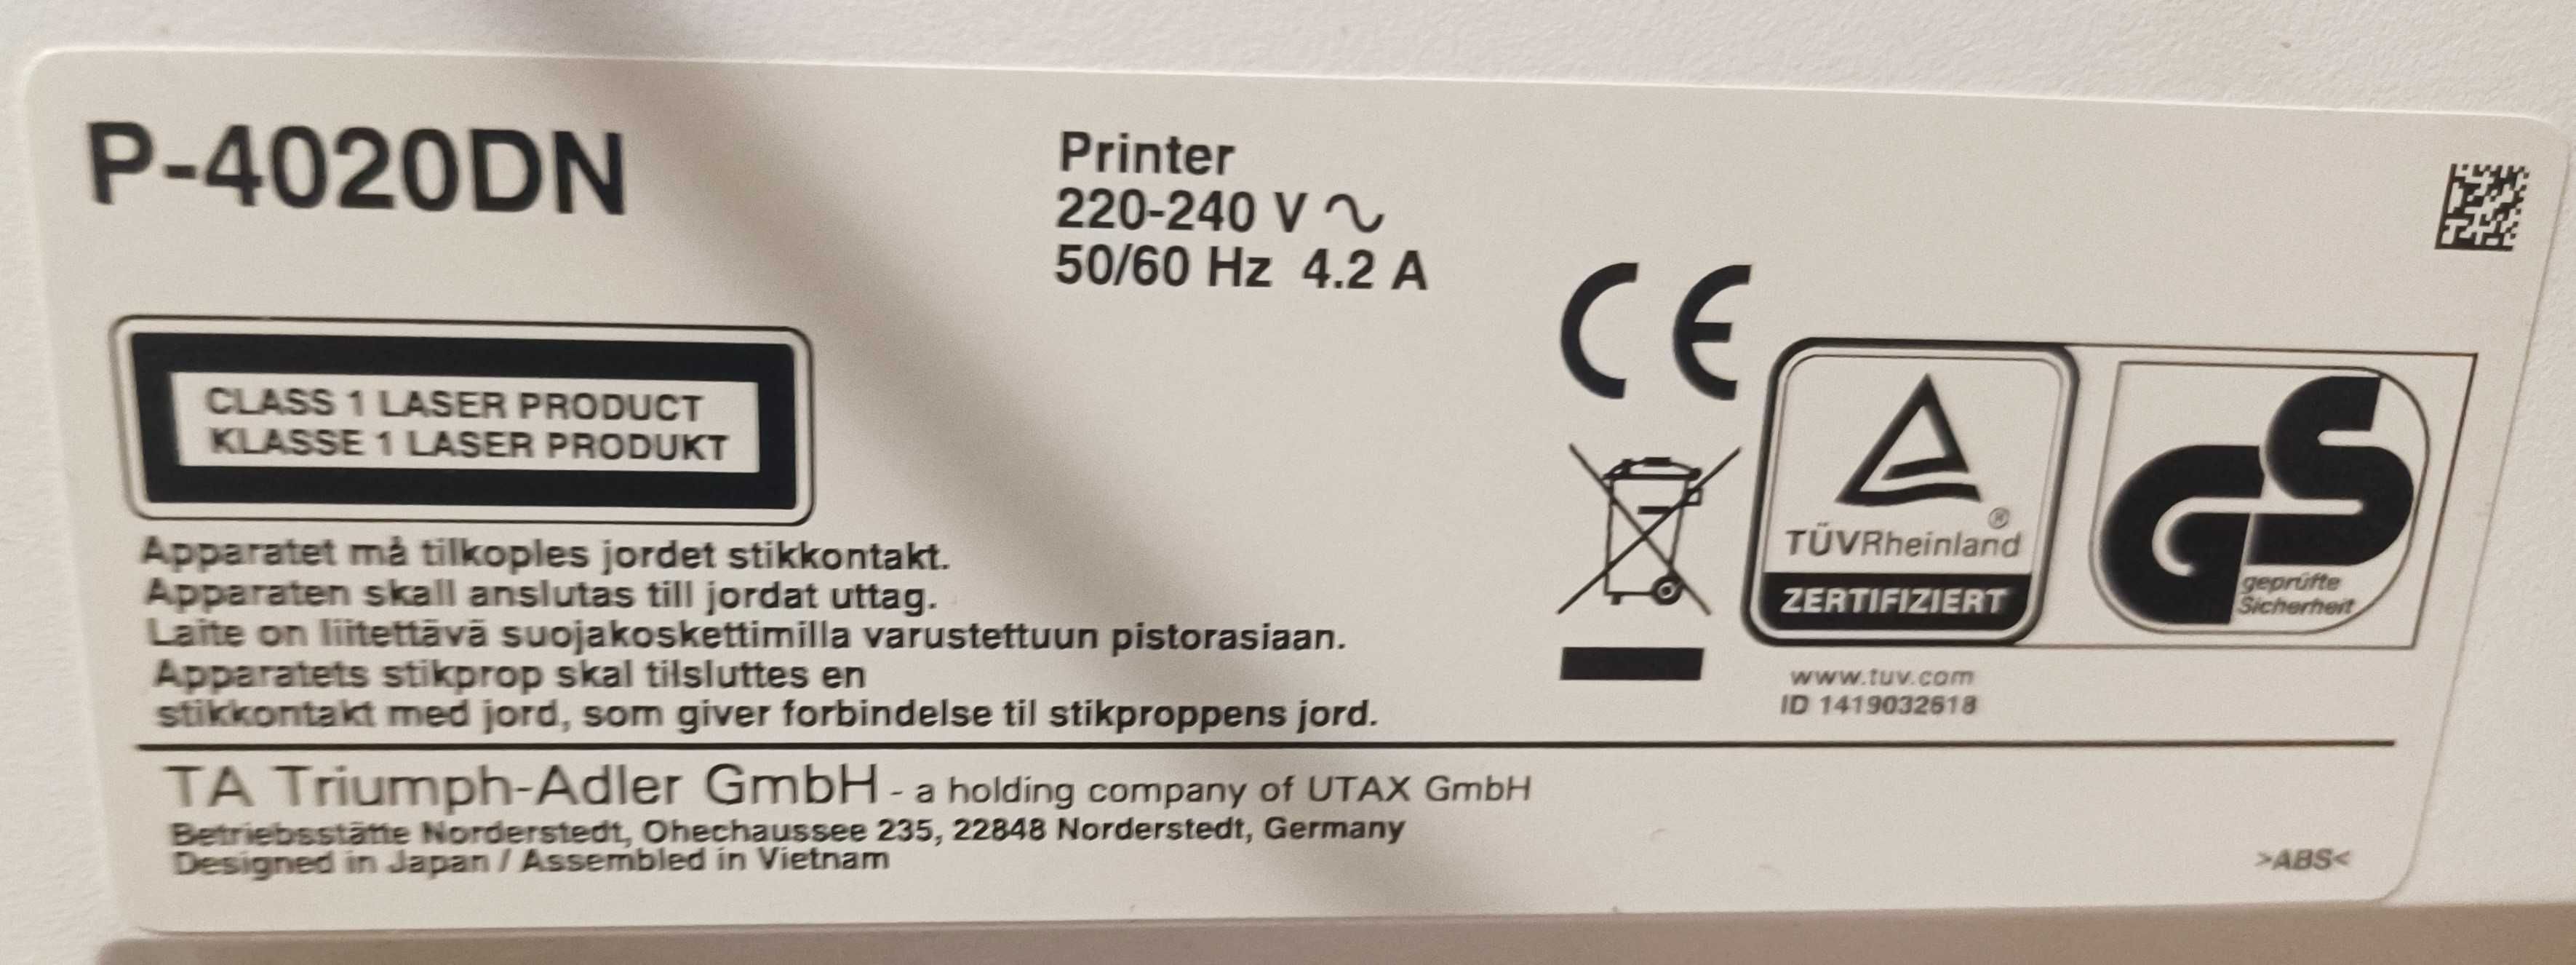 P-4020DN
Printer
220-240 V ∿
50/60 Hz 4.2 A
CE
CLASS 1 LASER PRODUCT
KLASSE 1 LASER PRODUKT
TÜVRheinland®
ZERTIFIZIERT
GS
geprüfte
Sicherheit
www.tuv.com
ID 1419032618
Apparatet må tilkoples jordet stikkontakt.
Apparaten skall anslutas till jordat uttag.
Laite on liitettävä suojakoskettimilla varustettuun pistorasiaan.
Apparatets stikprop skal tilsluttes en
stikkontakt med jord, som giver forbindelse til stikproppens jord.
TA Triumph-Adler GmbH - a holding company of UTAX GmbH
Betriebsstätte Norderstedt, Ohechaussee 235, 22848 Norderstedt, Germany
Designed in Japan / Assembled in Vietnam
>ABS<